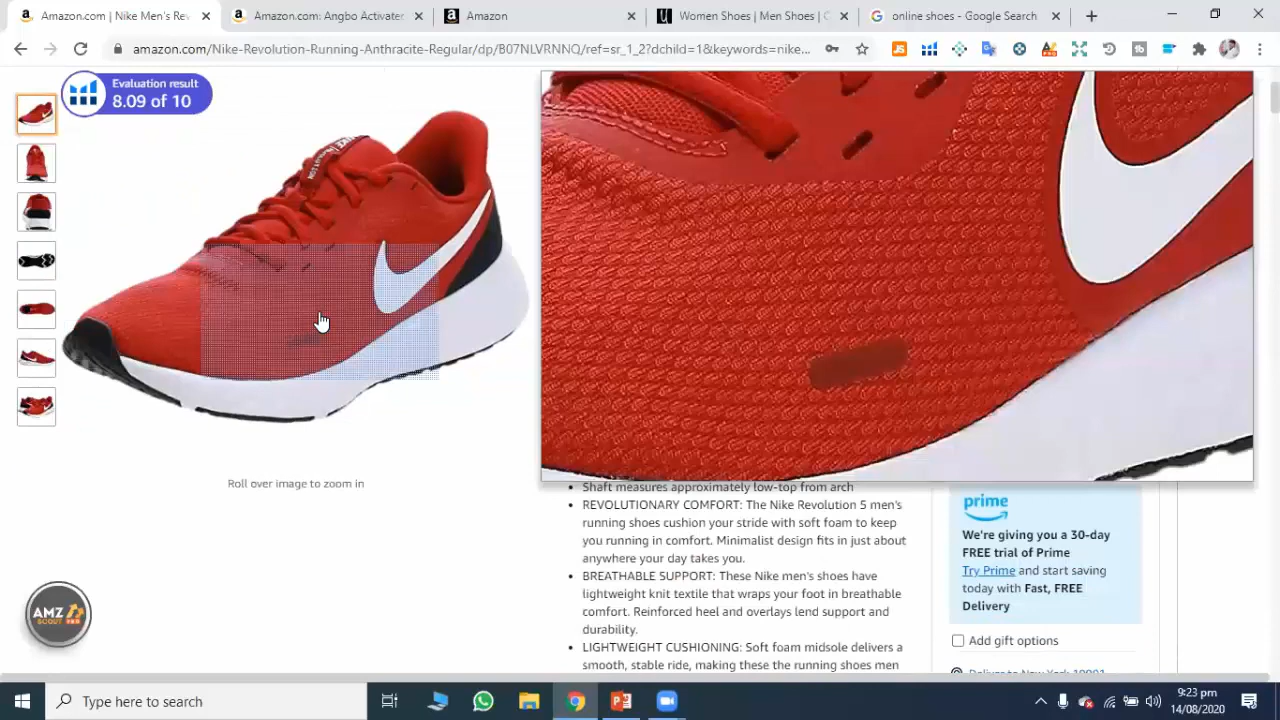 Amazon.com | Nike Men's Rev
Amazon.com: Angbo Activater
Amazon
Women Shoes | Men Shoes |
online shoes - Google Search
amazon.com/Nike-Revolution-Running-Anthracite-Regular/dp/B07NLVRNNQ/ref=sr_1_2?dchild=1&keywords=nike...
Evaluation result
8.09 of 10
Roll over image to zoom in
Shaft measures approximately low-top from arch
REVOLUTIONARY COMFORT: The Nike Revolution 5 men's
running shoes cushion your stride with soft foam to keep
you running in comfort. Minimalist design fits in just about
anywhere your day takes you.
BREATHABLE SUPPORT: These Nike men's shoes have
lightweight knit textile that wraps your foot in breathable
comfort. Reinforced heel and overlays lend support and
durability.
LIGHTWEIGHT CUSHIONING: Soft foam midsole delivers a
smooth, stable ride, making these the running shoes men
prime
We're giving you a 30-day
FREE trial of Prime
Try Prime and start saving
today with Fast, FREE
Delivery
Add gift options
Deliver to New York 10001
AMZ
SCOUT PRO
Type here to search
9:23 pm
14/08/2020